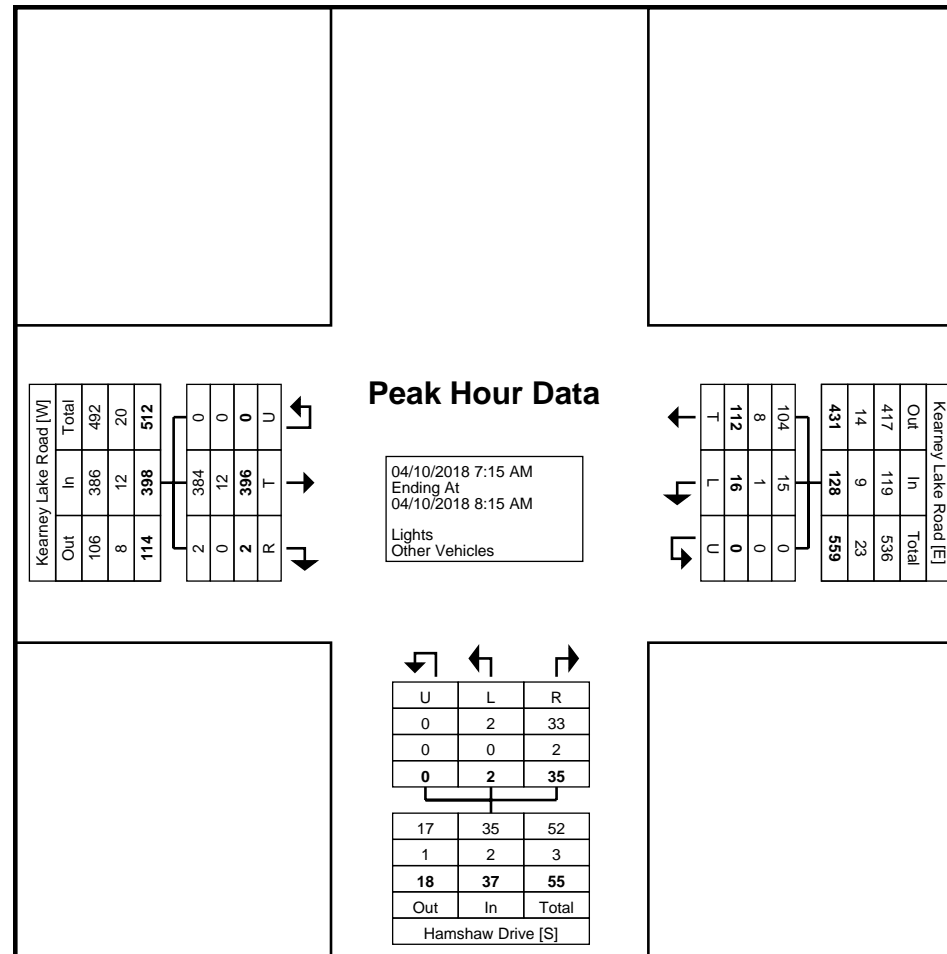 Peak Hour Data
04/10/2018 7:15 AM
Ending At
04/10/2018 8:15 AM
Lights
Other Vehicles
Kearney Lake Road [W]
Total In Out
492 386 106
20 12 8
512 398 114
0 384 2
0 12 0
0 396 2
U T R
T L U
112 16 0
8 1 0
104 15 0
431 128 559
14 9 23
417 119 536
Out In Total
Kearney Lake Road [E]
U L R
0 2 33
0 0 2
0 2 35
17 35 52
1 2 3
18 37 55
Out In Total
Hamshaw Drive [S]